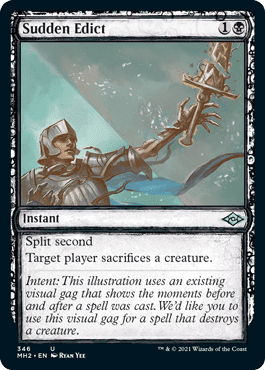 Sudden Edict 1
Instant
Split second
Target player sacrifices a creature.
Intent: This illustration uses an existing
visual gag that shows the moments before
and after a spell was cast. We'd like you to
use this visual gag for a spell that destroys
a creature.
346 U
MH2 • EN Ryan Yee
™ & © 2021 Wizards of the Coast